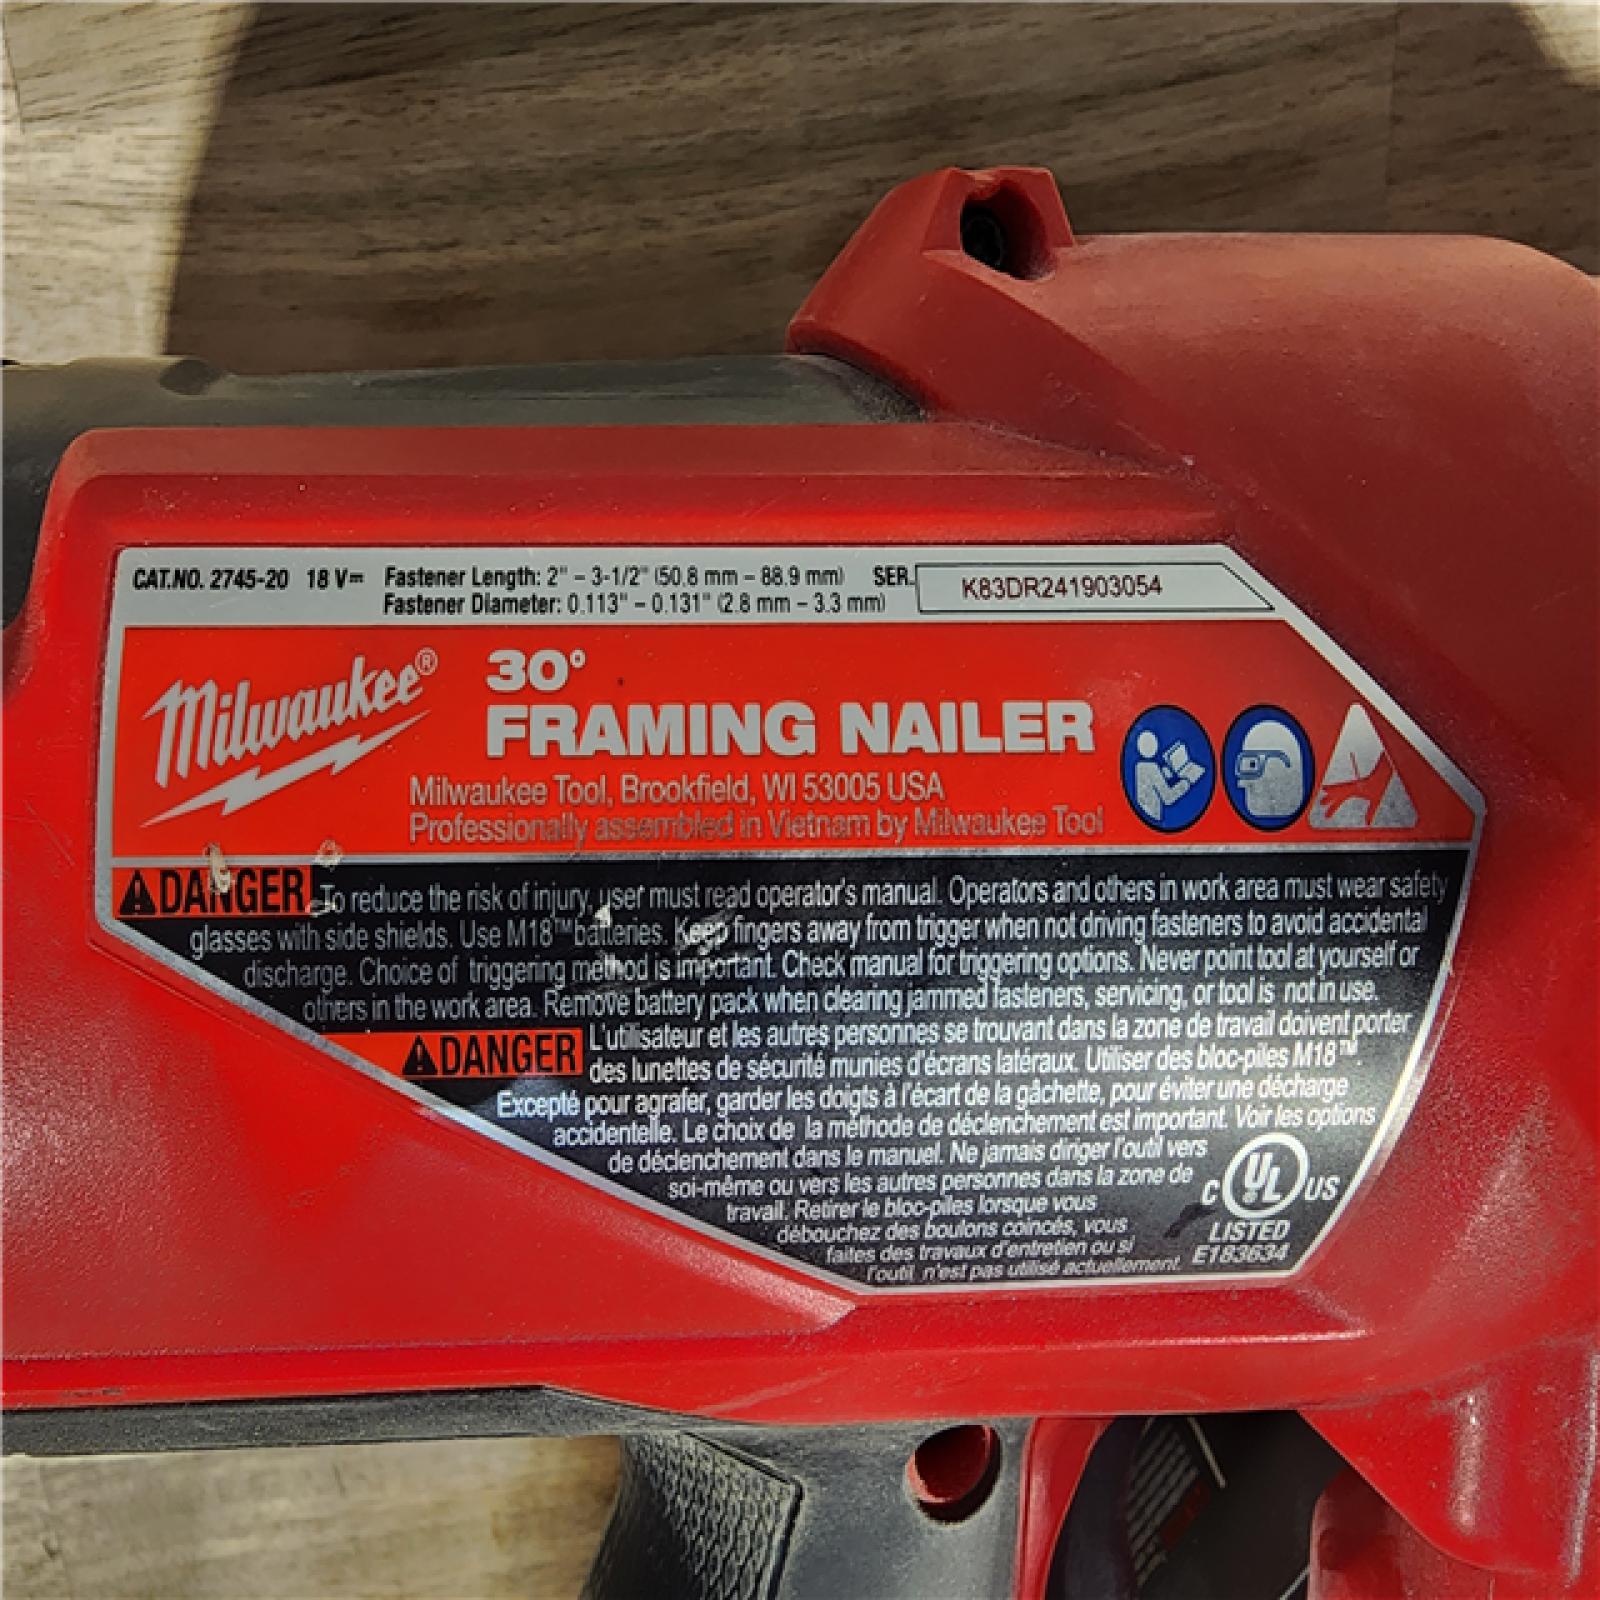 CAT.NO. 2745-20 18 V⎓ Fastener Length: 2" – 3-1/2" (50.8 mm – 88.9 mm) SER. K83DR241903054
Fastener Diameter: 0.113" – 0.131" (2.8 mm – 3.3 mm)
Milwaukee®
30°
FRAMING NAILER
Milwaukee Tool, Brookfield, WI 53005 USA
Professionally assembled in Vietnam by Milwaukee Tool
⚠DANGER To reduce the risk of injury, user must read operator's manual. Operators and others in work area must wear safety
glasses with side shields. Use M18™ batteries. Keep fingers away from trigger when not driving fasteners to avoid accidental
discharge. Choice of triggering method is important. Check manual for triggering options. Never point tool at yourself or
others in the work area. Remove battery pack when clearing jammed fasteners, servicing, or tool is not in use.
⚠DANGER L'utilisateur et les autres personnes se trouvant dans la zone de travail doivent porter
des lunettes de sécurité munies d'écrans latéraux. Utiliser des bloc-piles M18™.
Excepté pour agrafer, garder les doigts à l'écart de la gâchette, pour éviter une décharge
accidentelle. Le choix de la méthode de déclenchement est important. Voir les options
de déclenchement dans le manuel. Ne jamais diriger l'outil vers
soi-même ou vers les autres personnes dans la zone de
travail. Retirer le bloc-piles lorsque vous
débouchez des boulons coincés, vous
faites des travaux d'entretien ou si
l'outil n'est pas utilisé actuellement.
C UL US
LISTED
E183634